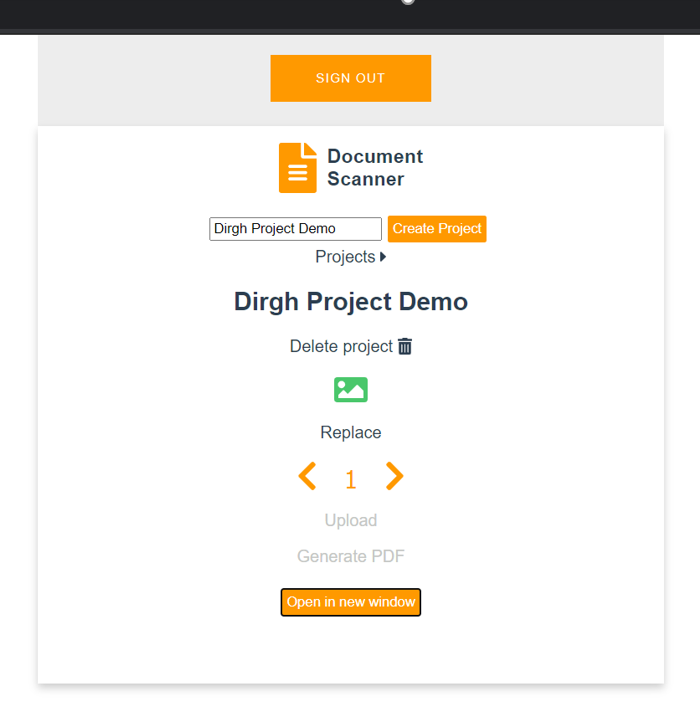 SIGN OUT
Document
Scanner
Dirgh Project Demo Create Project
Projects
Dirgh Project Demo
Delete project
Replace
1
Upload
Generate PDF
Open in new window